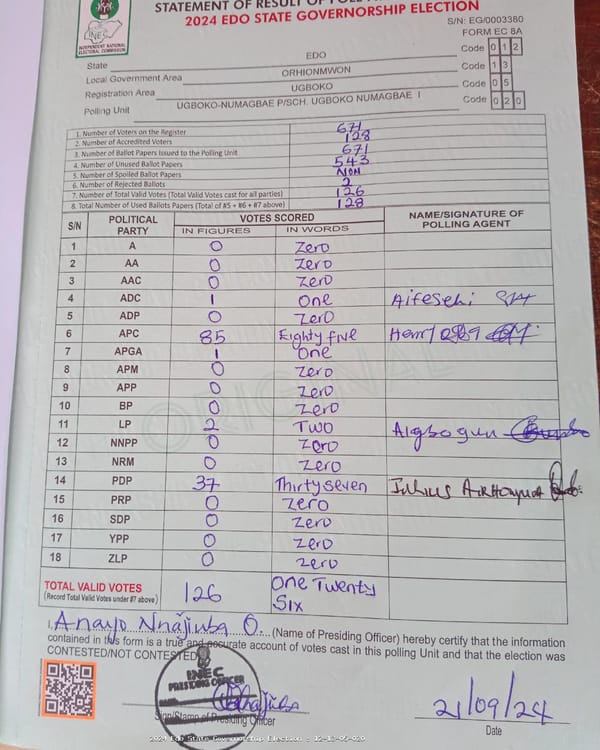 STATEMENT OF RESULT OF POLL
2024 EDO STATE GOVERNORSHIP ELECTION
INEC
INDEPENDENT NATIONAL
ELECTORAL COMMISSION
S/N: EG/0003380
FORM EC 8A
State EDO Code 0 1 2
Local Government Area ORHIONMWON Code 1 3
Registration Area UGBOKO Code 0 5
Polling Unit UGBOKO-NUMAGBAE P/SCH. UGBOKO NUMAGBAE I Code 0 2 0
1. Number of Voters on the Register 671
2. Number of Accredited Voters 128
3. Number of Ballot Papers Issued to the Polling Unit 671
4. Number of Unused Ballot Papers 543
5. Number of Spoiled Ballot Papers NON
6. Number of Rejected Ballots 2
7. Number of Total Valid Votes (Total Valid Votes cast for all parties) 126
8. Total Number of Used Ballots Papers (Total of #5 + #6 + #7 above) 128
S/N POLITICAL PARTY VOTES SCORED NAME/SIGNATURE OF POLLING AGENT
IN FIGURES IN WORDS
1 A 0 Zero
2 AA 0 Zero
3 AAC 0 Zero
4 ADC 1 One Aifesehi
5 ADP 0 Zero
6 APC 85 Eighty five Henry
7 APGA 1 One
8 APM 0 Zero
9 APP 0 Zero
10 BP 0 Zero
11 LP 2 Two Aigbogun
12 NNPP 0 Zero
13 NRM 0 Zero
14 PDP 37 Thirty seven Julius
15 PRP 0 Zero
16 SDP 0 Zero
17 YPP 0 Zero
18 ZLP 0 Zero
ORIGINAL
TOTAL VALID VOTES 126 One Twenty
(Record Total Valid Votes under #7 above) Six
I, Anayo Nnajiuba O. (Name of Presiding Officer) hereby certify that the information
contained in this form is a true and accurate account of votes cast in this polling Unit and that the election was
CONTESTED/NOT CONTESTED
INEC
PRESIDING OFFICER
Sign/Stamp of Presiding Officer
21/09/24
Date
2024 Edo State Governorship Election : 12-13-05-020